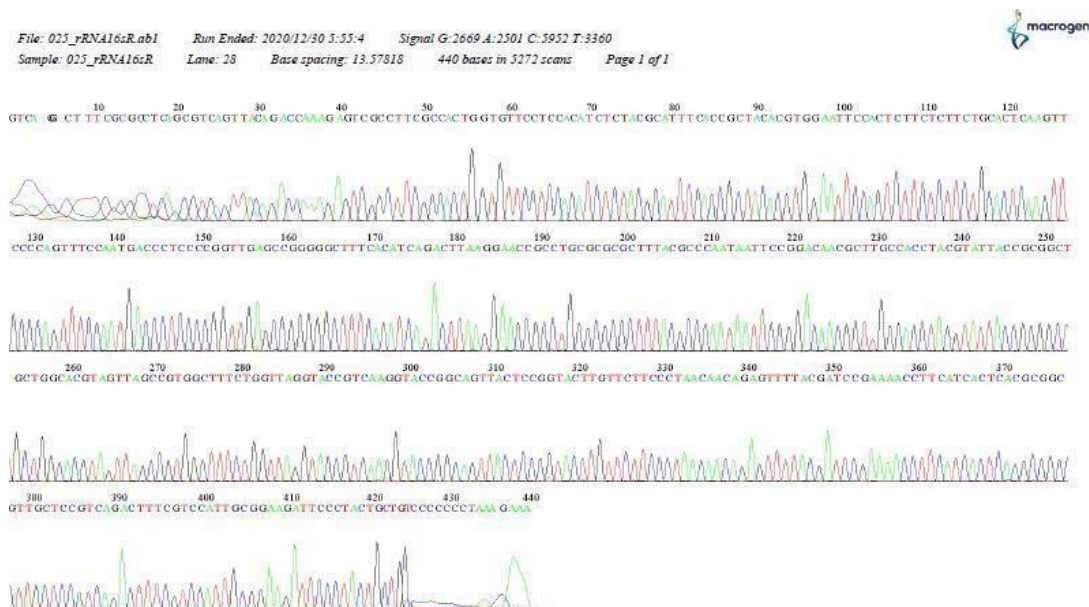 macrogen
File: 025_rRNA16sR.ab1 Run Ended: 2020/12/30 5:55:4 Signal G:2669 A:2501 C:5952 T:3360
Sample: 025_rRNA16sR Lane: 28 Base spacing: 13.57818 440 bases in 5272 scans Page 1 of 1
10 20 30 40 50 60 70 80 90 100 110 120
GTCA G CT TTCGCGCCTCAGCGTCAGTTACAGACCAAAGAGTCGCCTTCGCCACTGGTGTTCCTCCACATCTCTACGCATTTCACCGCTACACGTGGAATTCCACTCTTCTCTTCTGCACTCAAGTT
130 140 150 160 170 180 190 200 210 220 230 240 250
CCCCAGTTTCCAATGACCCTCCCCGGTTGAGCCGGGGGCTTTCACATCAGACTTAAGGAACCGCCTGCGCGCGCTTTACGCCCAATAATTCCGGACAACGCTTGCCACCTACGTATTACCGCGGCT
260 270 280 290 300 310 320 330 340 350 360 370
GCTGGCACGTAGTTAGCCGTGGCTTTCTGGTTAGGTACCGTCAAGGTACCGGCAGTTACTCCGGTACTTGTTCTTCCCTAACAACAGAGTTTTACGATCCGAAAACCTTCATCACTCACGCGGC
380 390 400 410 420 430 440
GTTGCTCCGTCAGACTTTCGTCCATTGCGGAAGATTCCCTACTGCTGTCCCCCCCTAAAGAAA